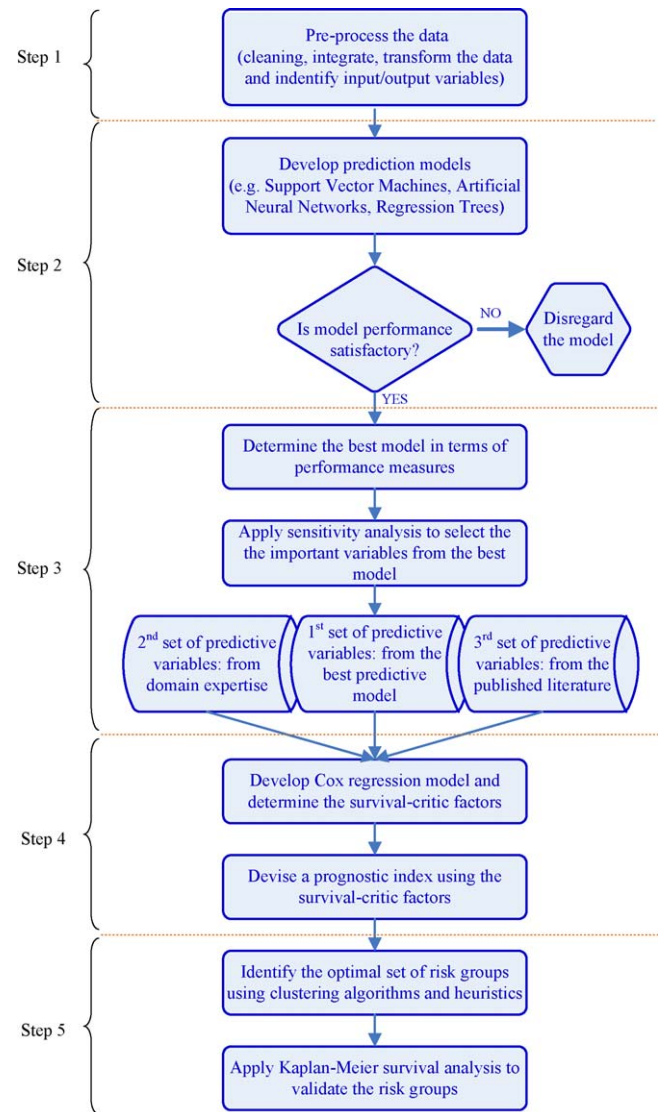 Step 1
Pre-process the data
(cleaning, integrate, transform the data
and indentify input/output variables)
Step 2
Develop prediction models
(e.g. Support Vector Machines, Artificial
Neural Networks, Regression Trees)
Is model performance
satisfactory?
NO
Disregard
the model
YES
Step 3
Determine the best model in terms of
performance measures
Apply sensitivity analysis to select the
the important variables from the best
model
2nd set of predictive
variables: from
domain expertise
1st set of predictive
variables: from the
best predictive
model
3rd set of predictive
variables: from the
published literature
Step 4
Develop Cox regression model and
determine the survival-critic factors
Devise a prognostic index using the
survival-critic factors
Step 5
Identify the optimal set of risk groups
using clustering algorithms and heuristics
Apply Kaplan-Meier survival analysis to
validate the risk groups